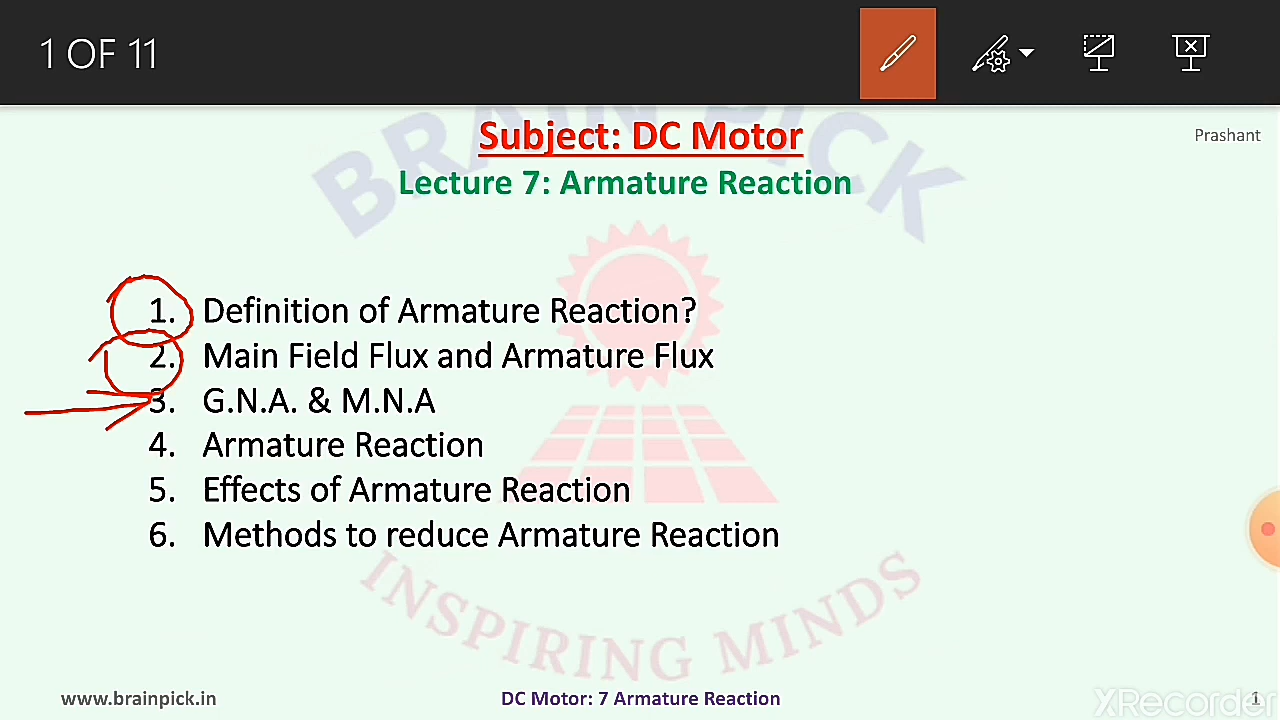 1 OF 11
BRAIN PICK
Subject: DC Motor
Prashant
Lecture 7: Armature Reaction
1. Definition of Armature Reaction?
2. Main Field Flux and Armature Flux
3. G.N.A. & M.N.A
4. Armature Reaction
5. Effects of Armature Reaction
6. Methods to reduce Armature Reaction
INSPIRING MINDS
www.brainpick.in
DC Motor: 7 Armature Reaction
XRecorder
1